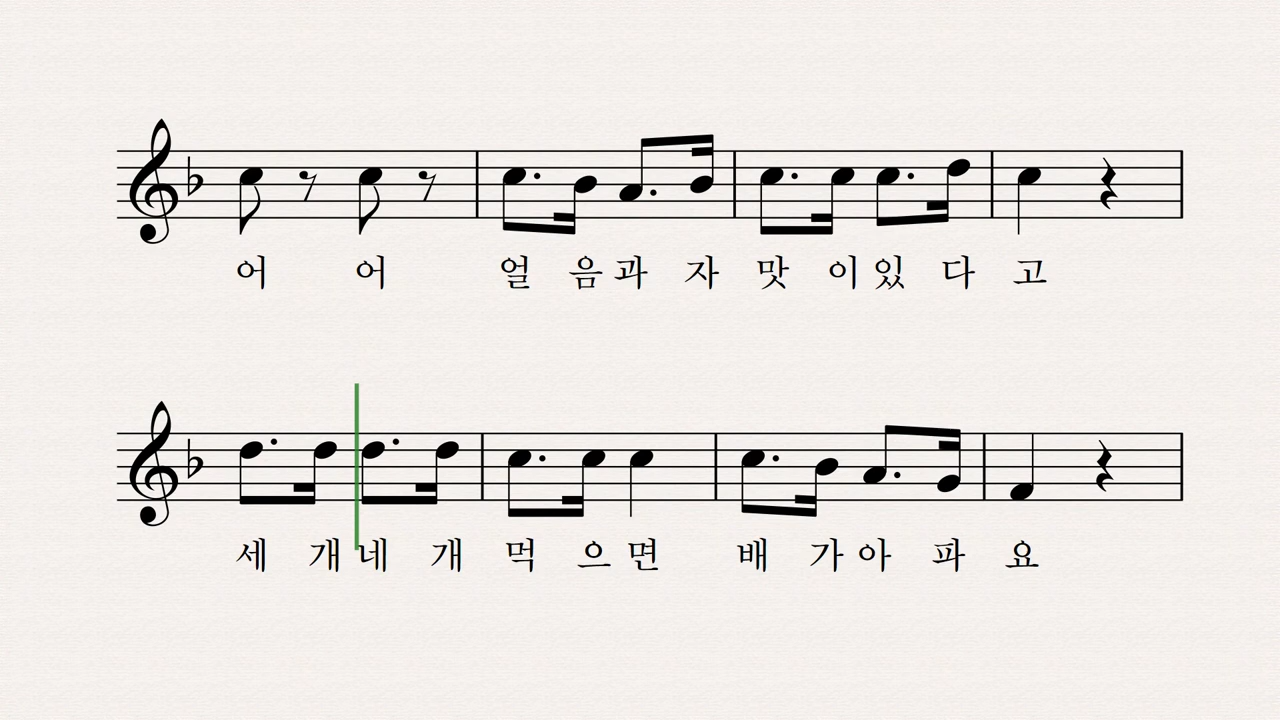 어 어 얼 음 과 자 맛 이 있 다 고
세 개 네 개 먹 으 면 배 가 아 파 요